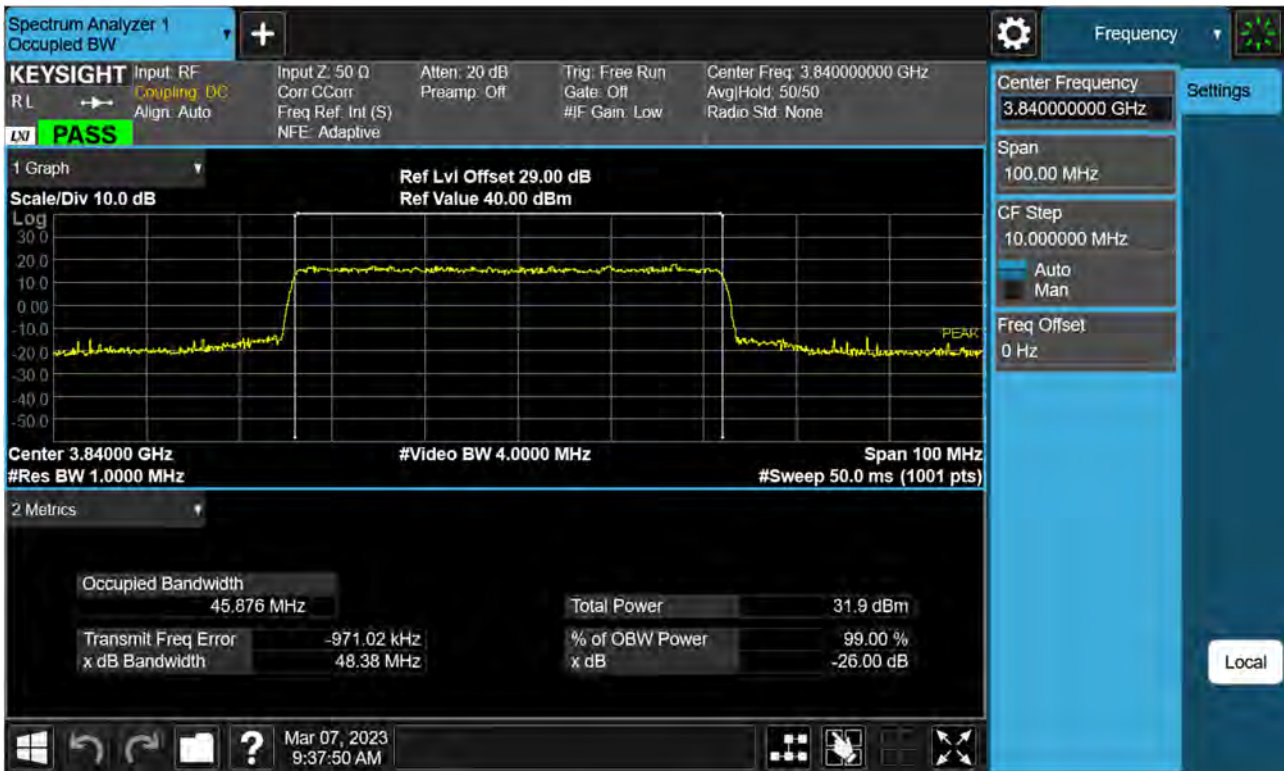 Spectrum Analyzer 1
Occupied BW
+
Frequency
KEYSIGHT
RL
LXI PASS
Input: RF
Coupling: DC
Align: Auto
Input Z: 50 Ω
Corr CCorr
Freq Ref: Int (S)
NFE: Adaptive
Atten: 20 dB
Preamp: Off
Trig: Free Run
Gate: Off
#IF Gain: Low
Center Freq: 3.840000000 GHz
Avg|Hold: 50/50
Radio Std: None
1 Graph
Scale/Div 10.0 dB
Ref Lvl Offset 29.00 dB
Ref Value 40.00 dBm
Log
30.0
20.0
10.0
0.00
-10.0
-20.0
-30.0
-40.0
-50.0
PEAK
Center 3.84000 GHz
#Res BW 1.0000 MHz
#Video BW 4.0000 MHz
Span 100 MHz
#Sweep 50.0 ms (1001 pts)
2 Metrics
Occupied Bandwidth
45.876 MHz
Transmit Freq Error -971.02 kHz
x dB Bandwidth 48.38 MHz
Total Power 31.9 dBm
% of OBW Power 99.00 %
x dB -26.00 dB
Center Frequency
3.840000000 GHz
Span
100.00 MHz
CF Step
10.000000 MHz
Auto
Man
Freq Offset
0 Hz
Settings
Local
?
Mar 07, 2023
9:37:50 AM